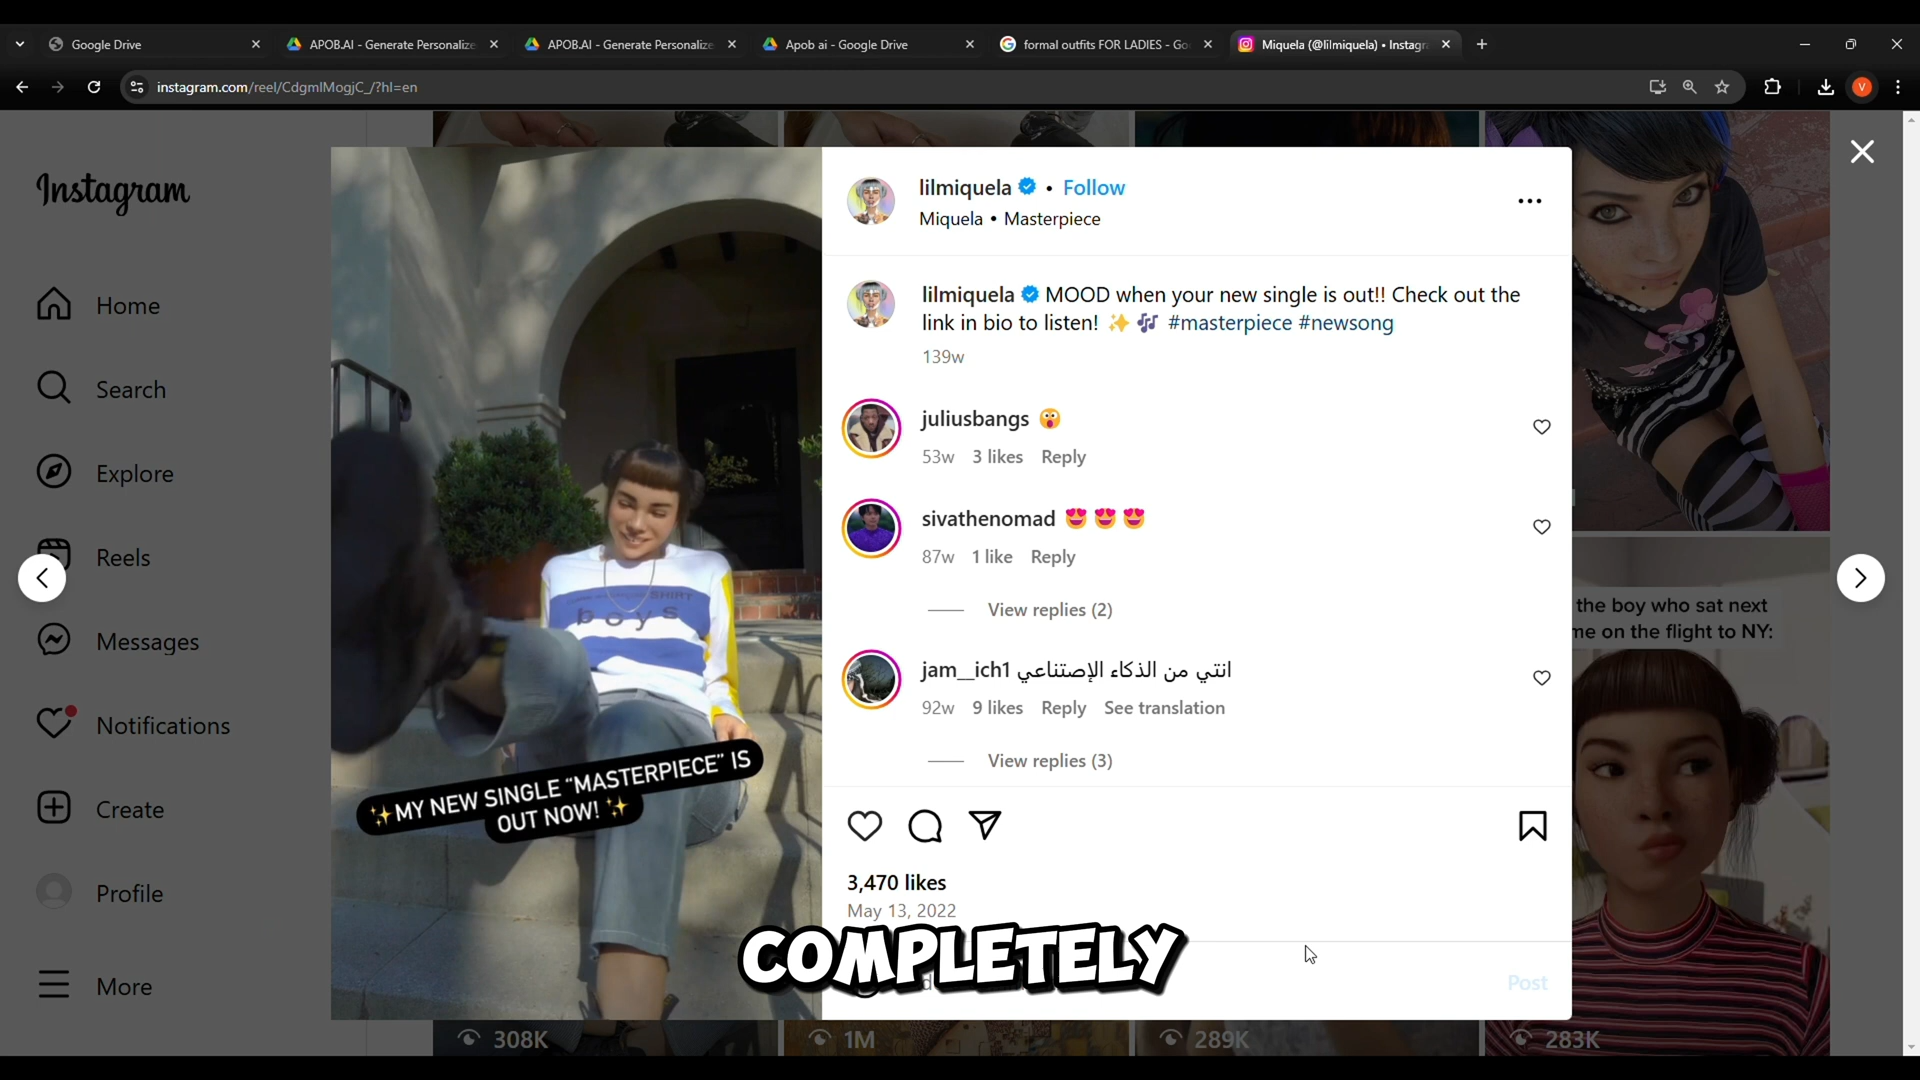 Google Drive
APOB.AI - Generate Personalize
APOB.AI - Generate Personalize
Apob ai - Google Drive
formal outfits FOR LADIES - Go
Miquela (@lilmiquela) • Instagr
instagram.com/reel/CdgmlMogjC_/?hl=en
V
Instagram
Home
Search
Explore
Reels
Messages
Notifications
Create
Profile
More
SHIRT
boys
✨MY NEW SINGLE “MASTERPIECE” IS
OUT NOW! ✨
lilmiquela • Follow
Miquela • Masterpiece
lilmiquela MOOD when your new single is out!! Check out the
link in bio to listen! ✨ 🎶 #masterpiece #newsong
139w
juliusbangs 😲
53w 3 likes Reply
sivathenomad 😍 😍 😍
87w 1 like Reply
View replies (2)
jam__ich1 انتي من الذكاء الإصتناعي
92w 9 likes Reply See translation
View replies (3)
3,470 likes
May 13, 2022
COMPLETELY
Post
the boy who sat next
me on the flight to NY:
308K
1M
289K
283K